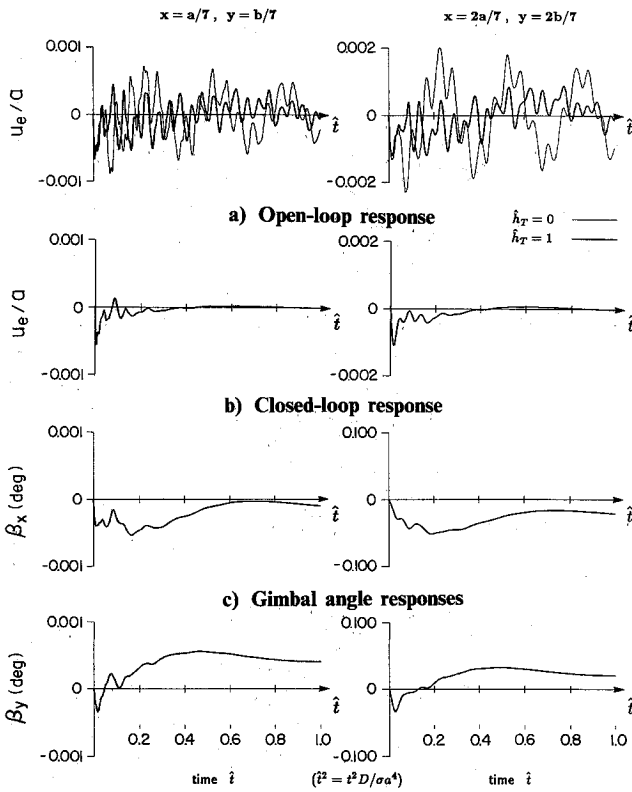 x = a/7 , y = b/7
x = 2a/7 , y = 2b/7
0.001
0
-0.001
u_e/a
t̂
0.002
0
-0.002
t̂
a) Open-loop response
ĥ_T = 0
ĥ_T = 1
0.001
0
-0.001
u_e/a
t̂
0.002
0
-0.002
t̂
b) Closed-loop response
0.001
0
-0.001
β_x (deg)
t̂
0.100
0
-0.100
t̂
c) Gimbal angle responses
0.001
0
-0.001
β_y (deg)
t̂
0.2 0.4 0.6 0.8 1.0
0.100
0
-0.100
t̂
0.2 0.4 0.6 0.8 1.0
time t̂
(t̂² = t²D/σa⁴)
time t̂